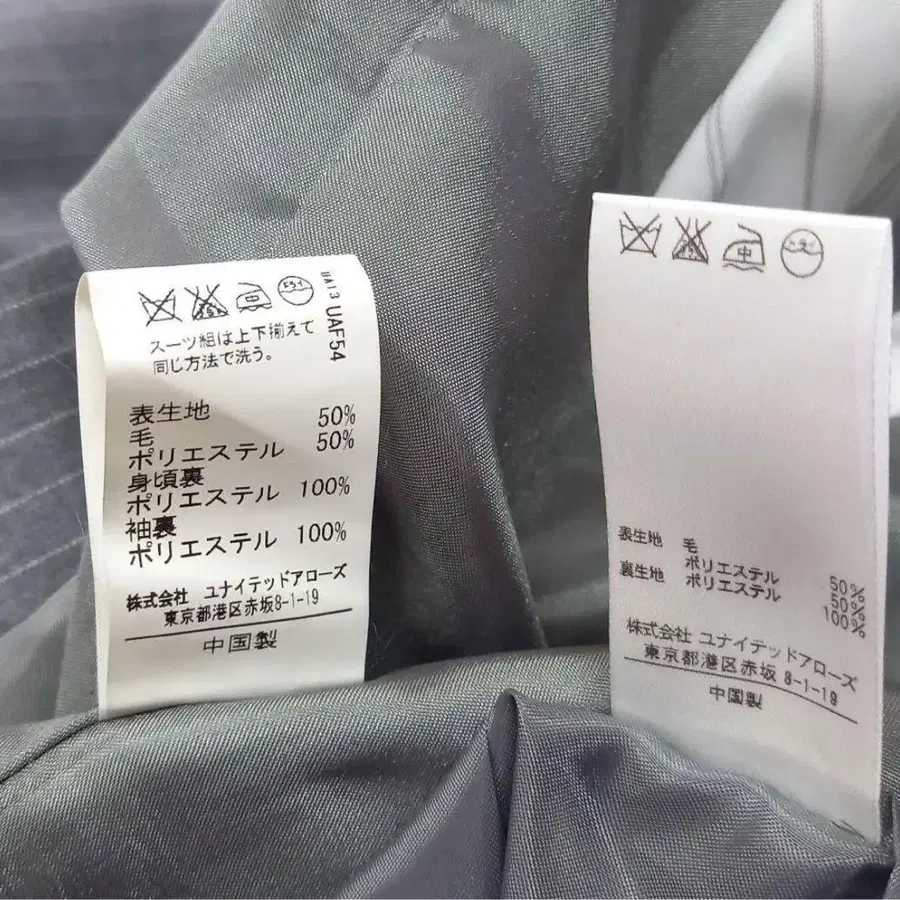 ドライ
UA13 UAF54
スーツ組は上下揃えて
同じ方法で洗う。
表生地
毛 50%
ポリエステル 50%
身頃裏
ポリエステル 100%
袖裏
ポリエステル 100%
株式会社 ユナイテッドアローズ
東京都港区赤坂8-1-19
中国製
中
中
表生地 毛 50%
ポリエステル 50%
裏生地 ポリエステル 100%
株式会社 ユナイテッドアローズ
東京都港区赤坂 8-1-19
中国製